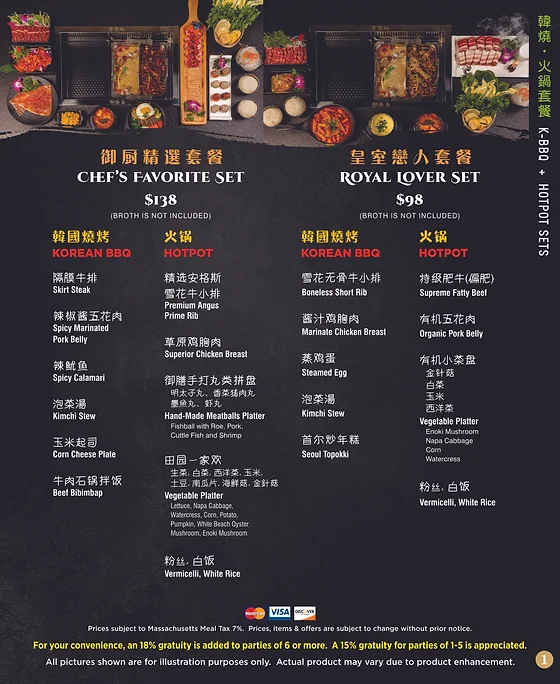 韓燒·火鍋套餐 K-BBQ + HOTPOT SETS
御厨精選套餐
CHEF'S FAVORITE SET
$138
(BROTH IS NOT INCLUDED)
韓國燒烤
KOREAN BBQ
隔膜牛排
Skirt Steak
辣椒酱五花肉
Spicy Marinated
Pork Belly
辣鱿鱼
Spicy Calamari
泡菜湯
Kimchi Stew
玉米起司
Corn Cheese Plate
牛肉石锅拌饭
Beef Bibimbap
火锅
HOTPOT
精选安格斯
雪花牛小排
Premium Angus
Prime Rib
草原鸡胸肉
Superior Chicken Breast
御膳手打丸类拼盘
明太子丸、香菜猪肉丸
墨鱼丸、虾丸
Hand-Made Meatballs Platter
Fishball with Roe, Pork,
Cuttle Fish and Shrimp
田园一家欢
生菜, 白菜, 西洋菜, 玉米,
土豆, 南瓜片, 海鲜菇, 金針菇
Vegetable Platter
Lettuce, Napa Cabbage,
Watercress, Corn, Potato,
Pumpkin, White Beach Oyster
Mushroom, Enoki Mushroom
粉丝, 白饭
Vermicelli, White Rice
皇室戀人套餐
ROYAL LOVER SET
$98
(BROTH IS NOT INCLUDED)
韓國燒烤
KOREAN BBQ
雪花无骨牛小排
Boneless Short Rib
酱汁鸡胸肉
Marinate Chicken Breast
蒸鸡蛋
Steamed Egg
泡菜湯
Kimchi Stew
首尔炒年糕
Seoul Topokki
火锅
HOTPOT
特级肥牛(偏肥)
Supreme Fatty Beef
有机五花肉
Organic Pork Belly
有机小菜盘
金针菇
白菜
玉米
西洋菜
Vegetable Platter
Enoki Mushroom
Napa Cabbage
Corn
Watercress
粉丝, 白饭
Vermicelli, White Rice
MasterCard VISA DISCOVER
Prices subject to Massachusetts Meal Tax 7%. Prices, items & offers are subject to change without prior notice.
For your convenience, an 18% gratuity is added to parties of 6 or more. A 15% gratuity for parties of 1-5 is appreciated.
All pictures shown are for illustration purposes only. Actual product may vary due to product enhancement.
1